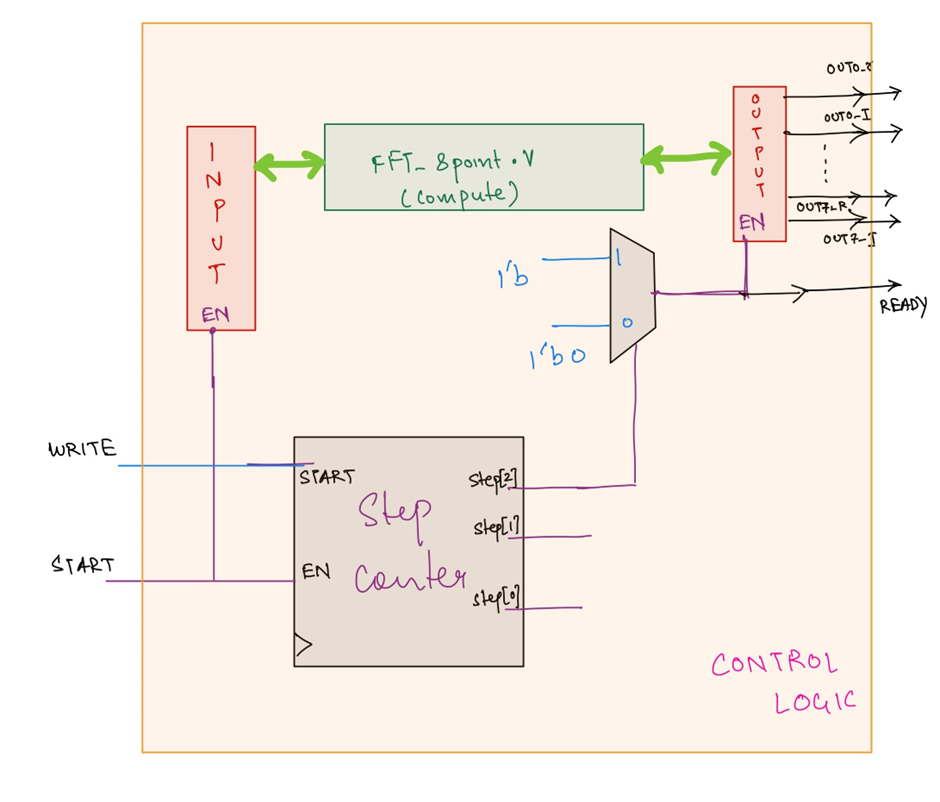 OUT0_R
OUT0_I
OUT7_R
OUT7_I
READY
INPUT
EN
FFT_8point.V
(compute)
OUTPUT
EN
1'b
1
0
1'b0
WRITE
START
START
EN
Step
Conter
Step[2]
Step[1]
Step[0]
CONTROL
LOGIC